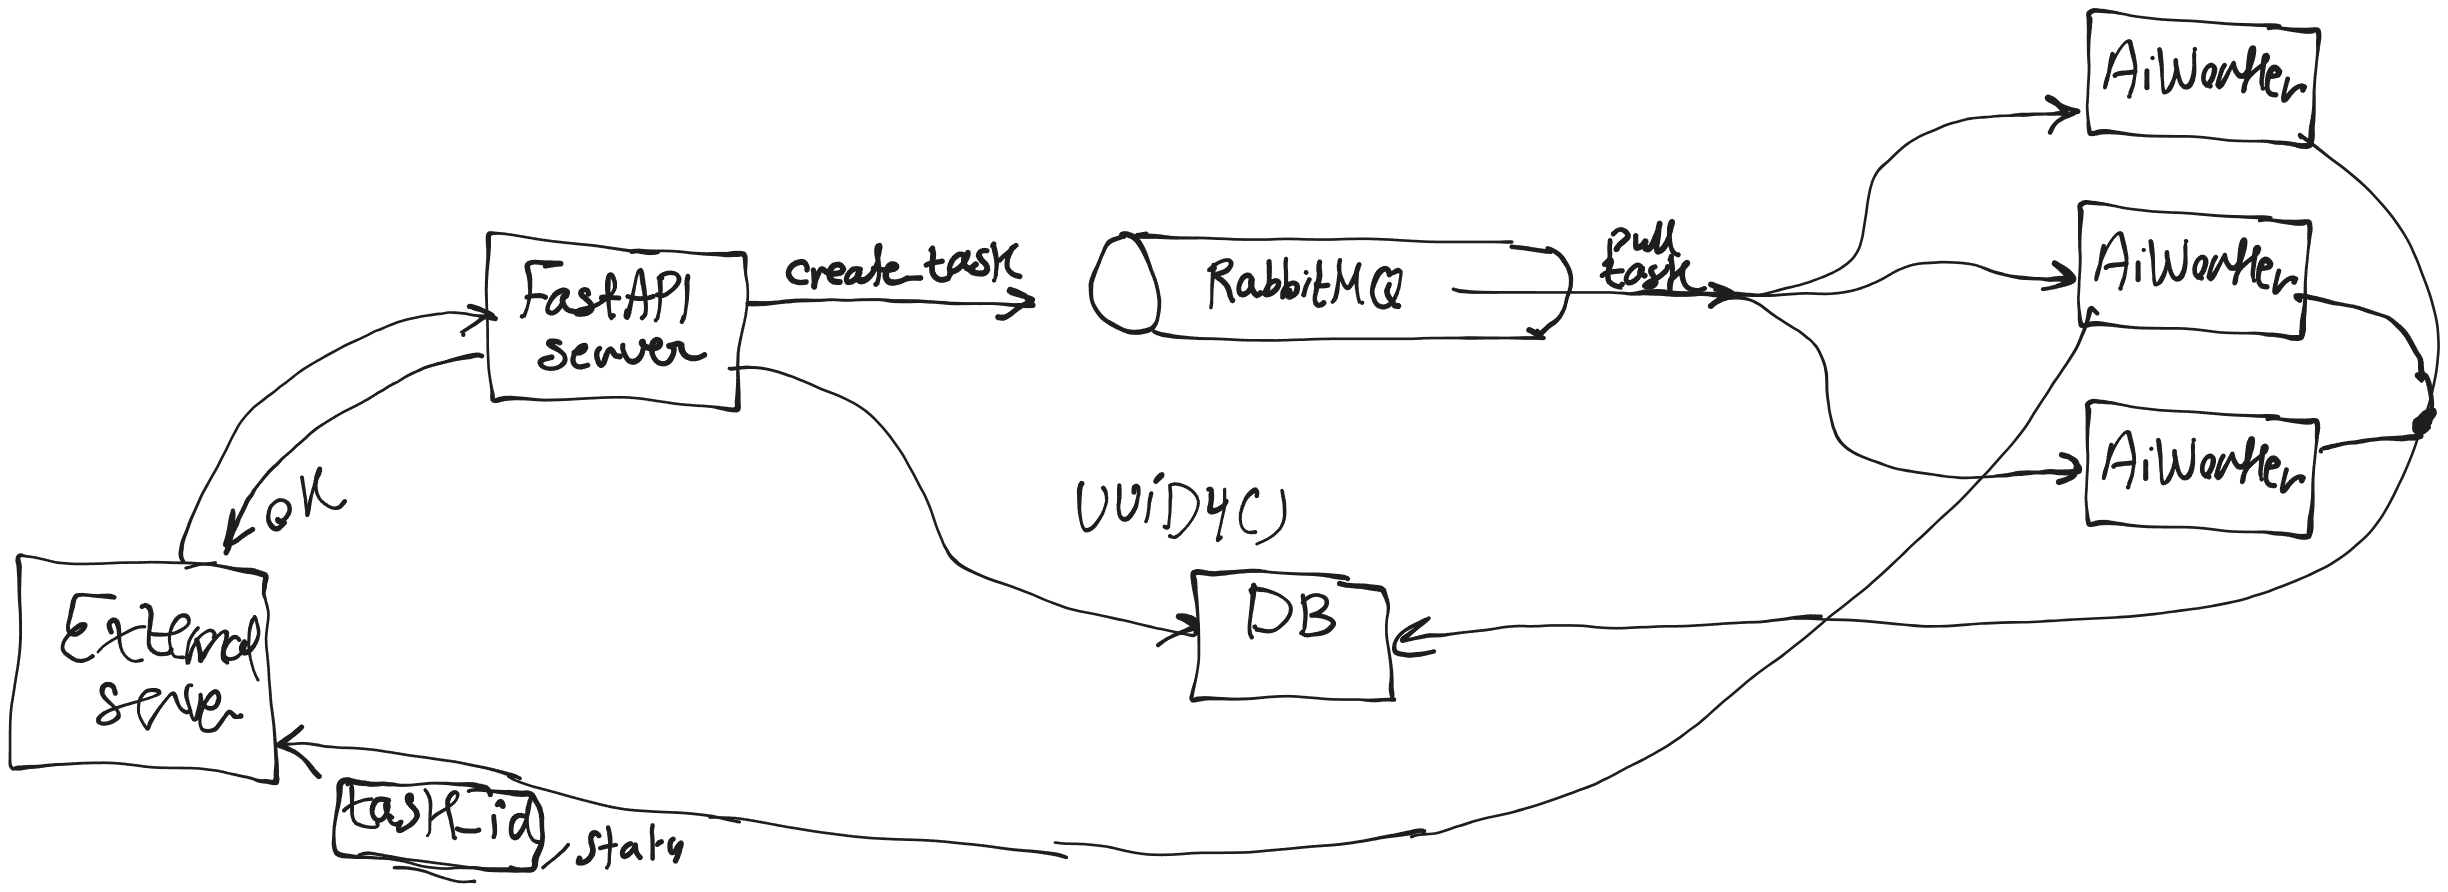 AiWorker
create_task
pull
task
FastAPI
server
RabbitMQ
AiWorker
AiWorker
OK
UUiD4()
External
server
DB
task_id
, status